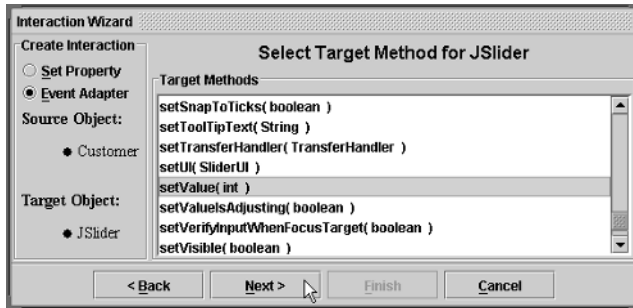 Interaction Wizard
Create Interaction
Set Property
Event Adapter
Source Object:
Customer
Target Object:
JSlider
Select Target Method for JSlider
Target Methods
setSnapToTicks( boolean )
setToolTipText( String )
setTransferHandler( TransferHandler )
setUI( SliderUI )
setValue( int )
setValueIsAdjusting( boolean )
setVerifyInputWhenFocusTarget( boolean )
setVisible( boolean )
< Back Next > Finish Cancel